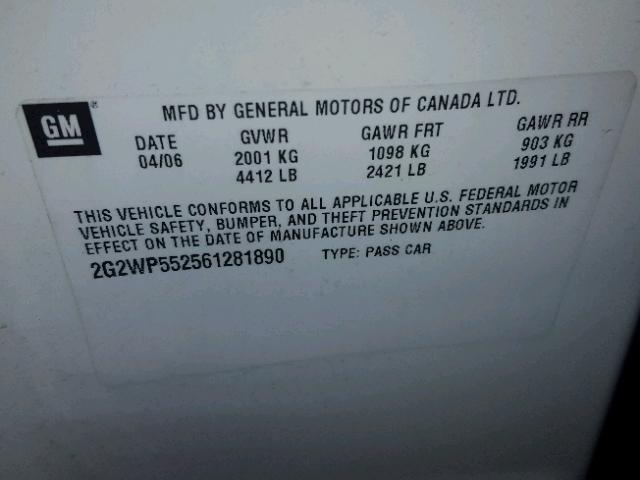 GM ®
MFD BY GENERAL MOTORS OF CANADA LTD.
DATE GVWR GAWR FRT GAWR RR
04/06 2001 KG 1098 KG 903 KG
4412 LB 2421 LB 1991 LB
THIS VEHICLE CONFORMS TO ALL APPLICABLE U.S. FEDERAL MOTOR
VEHICLE SAFETY, BUMPER, AND THEFT PREVENTION STANDARDS IN
EFFECT ON THE DATE OF MANUFACTURE SHOWN ABOVE.
2G2WP552561281890 TYPE: PASS CAR